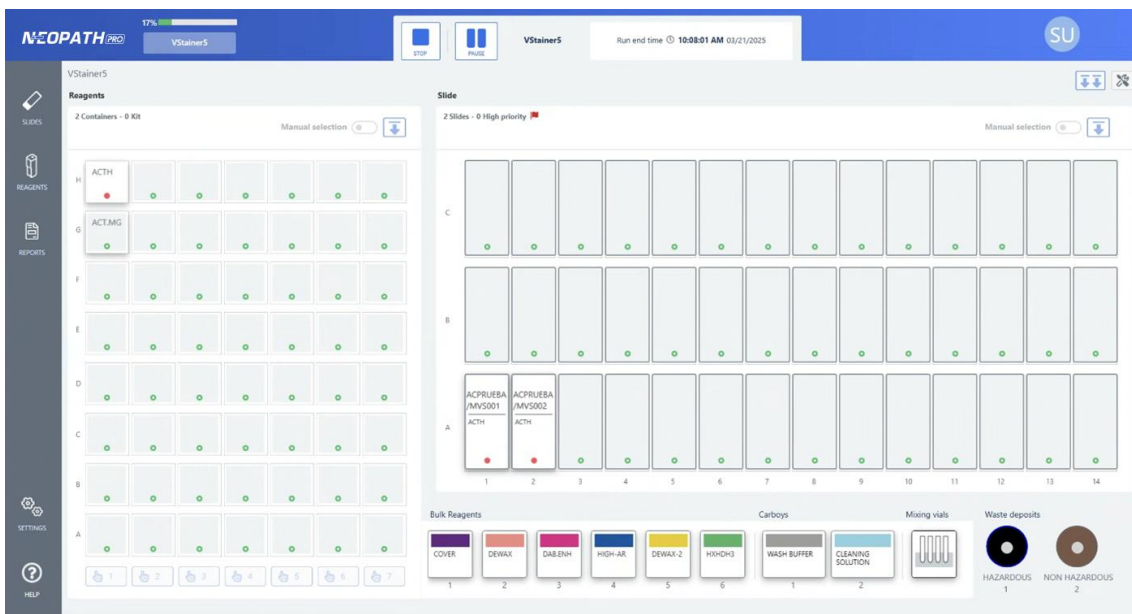 NEOPATH PRO
17%
VStainer5
STOP
PAUSE
VStainer5
Run end time 10:08:01 AM 03/21/2025
SU
SLIDES
REAGENTS
REPORTS
SETTINGS
HELP
VStainer5
Reagents
2 Containers - 0 Kit
Manual selection
H
ACTH
G
ACT.MG
F
E
D
C
B
A
1 2 3 4 5 6 7
Slide
2 Slides - 0 High priority
Manual selection
C
B
A
ACPRUEBA
/MVS001
ACTH
ACPRUEBA
/MVS002
ACTH
1 2 3 4 5 6 7 8 9 10 11 12 13 14
Bulk Reagents
COVER
1
DEWAX
2
DAB.ENH
3
HIGH-AR
4
DEWAX-2
5
HXHDH3
6
Carboys
WASH BUFFER
1
CLEANING
SOLUTION
2
Mixing vials
Waste deposits
HAZARDOUS
1
NON HAZARDOUS
2